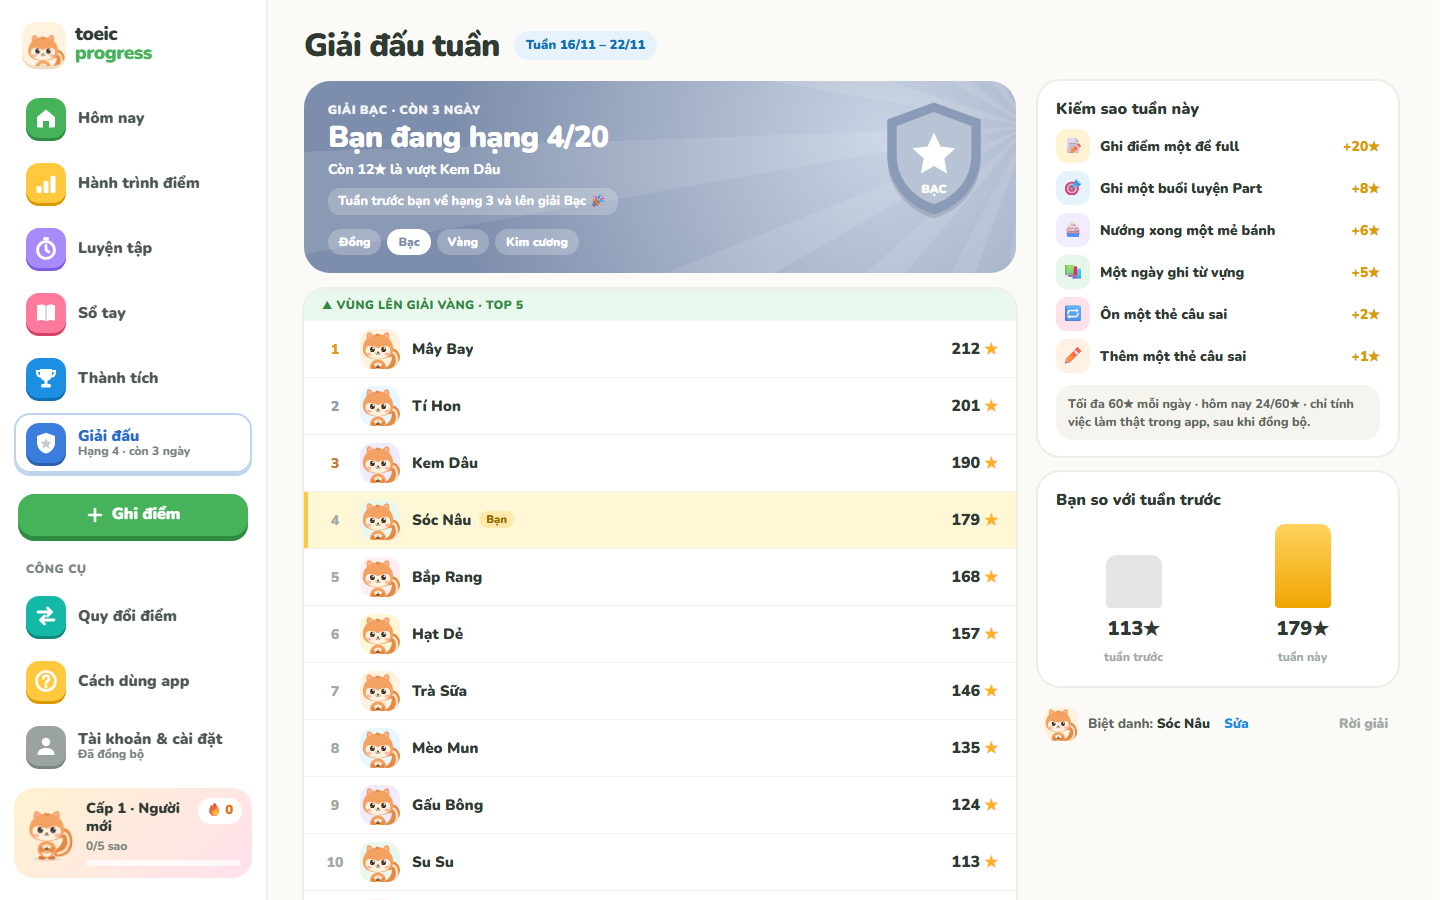 toeic
progress
Hôm nay
Hành trình điểm
Luyện tập
Sổ tay
Thành tích
Giải đấu
Hạng 4 · còn 3 ngày
+ Ghi điểm
CÔNG CỤ
Quy đổi điểm
Cách dùng app
Tài khoản & cài đặt
Đã đồng bộ
Cấp 1 · Người mới
🔥 0
0/5 sao
Giải đấu tuần
Tuần 16/11 – 22/11
GIẢI BẠC · CÒN 3 NGÀY
Bạn đang hạng 4/20
Còn 12★ là vượt Kem Dâu
Tuần trước bạn về hạng 3 và lên giải Bạc 🎉
Đồng Bạc Vàng Kim cương
BẠC
▲ VÙNG LÊN GIẢI VÀNG · TOP 5
1 Mây Bay 212 ★
2 Tí Hon 201 ★
3 Kem Dâu 190 ★
4 Sóc Nâu Bạn 179 ★
5 Bắp Rang 168 ★
6 Hạt Dẻ 157 ★
7 Trà Sữa 146 ★
8 Mèo Mun 135 ★
9 Gấu Bông 124 ★
10 Su Su 113 ★
Kiếm sao tuần này
Ghi điểm một đề full +20★
Ghi một buổi luyện Part +8★
Nướng xong một mẻ bánh +6★
Một ngày ghi từ vựng +5★
Ôn một thẻ câu sai +2★
Thêm một thẻ câu sai +1★
Tối đa 60★ mỗi ngày · hôm nay 24/60★ · chỉ tính
việc làm thật trong app, sau khi đồng bộ.
Bạn so với tuần trước
113★ 179★
tuần trước tuần này
Biệt danh: Sóc Nâu Sửa Rời giải